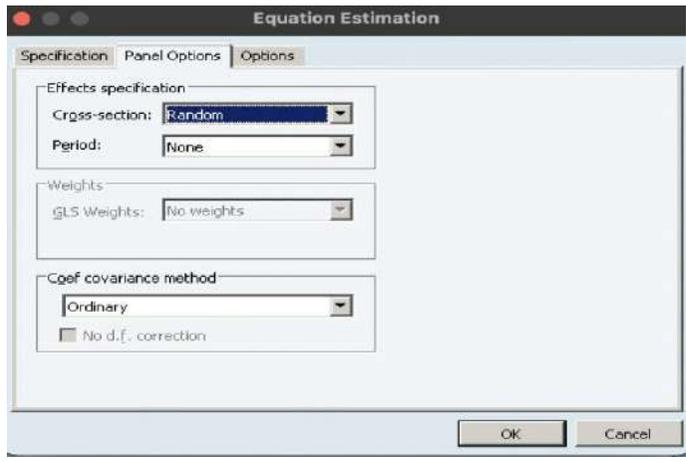 Equation Estimation
Specification Panel Options Options
Effects specification
Cross-section: Random
Period: None
Weights
GLS Weights: No weights
Coef covariance method
Ordinary
No d.f. correction
OK Cancel